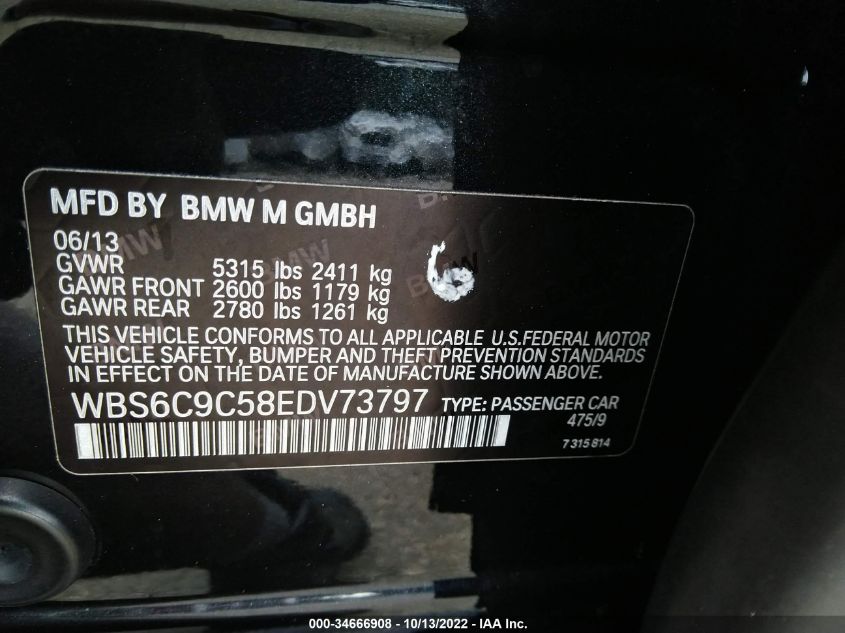 MFD BY BMW M GMBH
06/13
GVWR 5315 lbs 2411 kg
GAWR FRONT 2600 lbs 1179 kg
GAWR REAR 2780 lbs 1261 kg
6
THIS VEHICLE CONFORMS TO ALL APPLICABLE U.S.FEDERAL MOTOR
VEHICLE SAFETY, BUMPER AND THEFT PREVENTION STANDARDS
IN EFFECT ON THE DATE OF MANUFACTURE SHOWN ABOVE.
WBS6C9C58EDV73797 TYPE: PASSENGER CAR
475/9
7315814
000-34666908 - 10/13/2022 - IAA Inc.